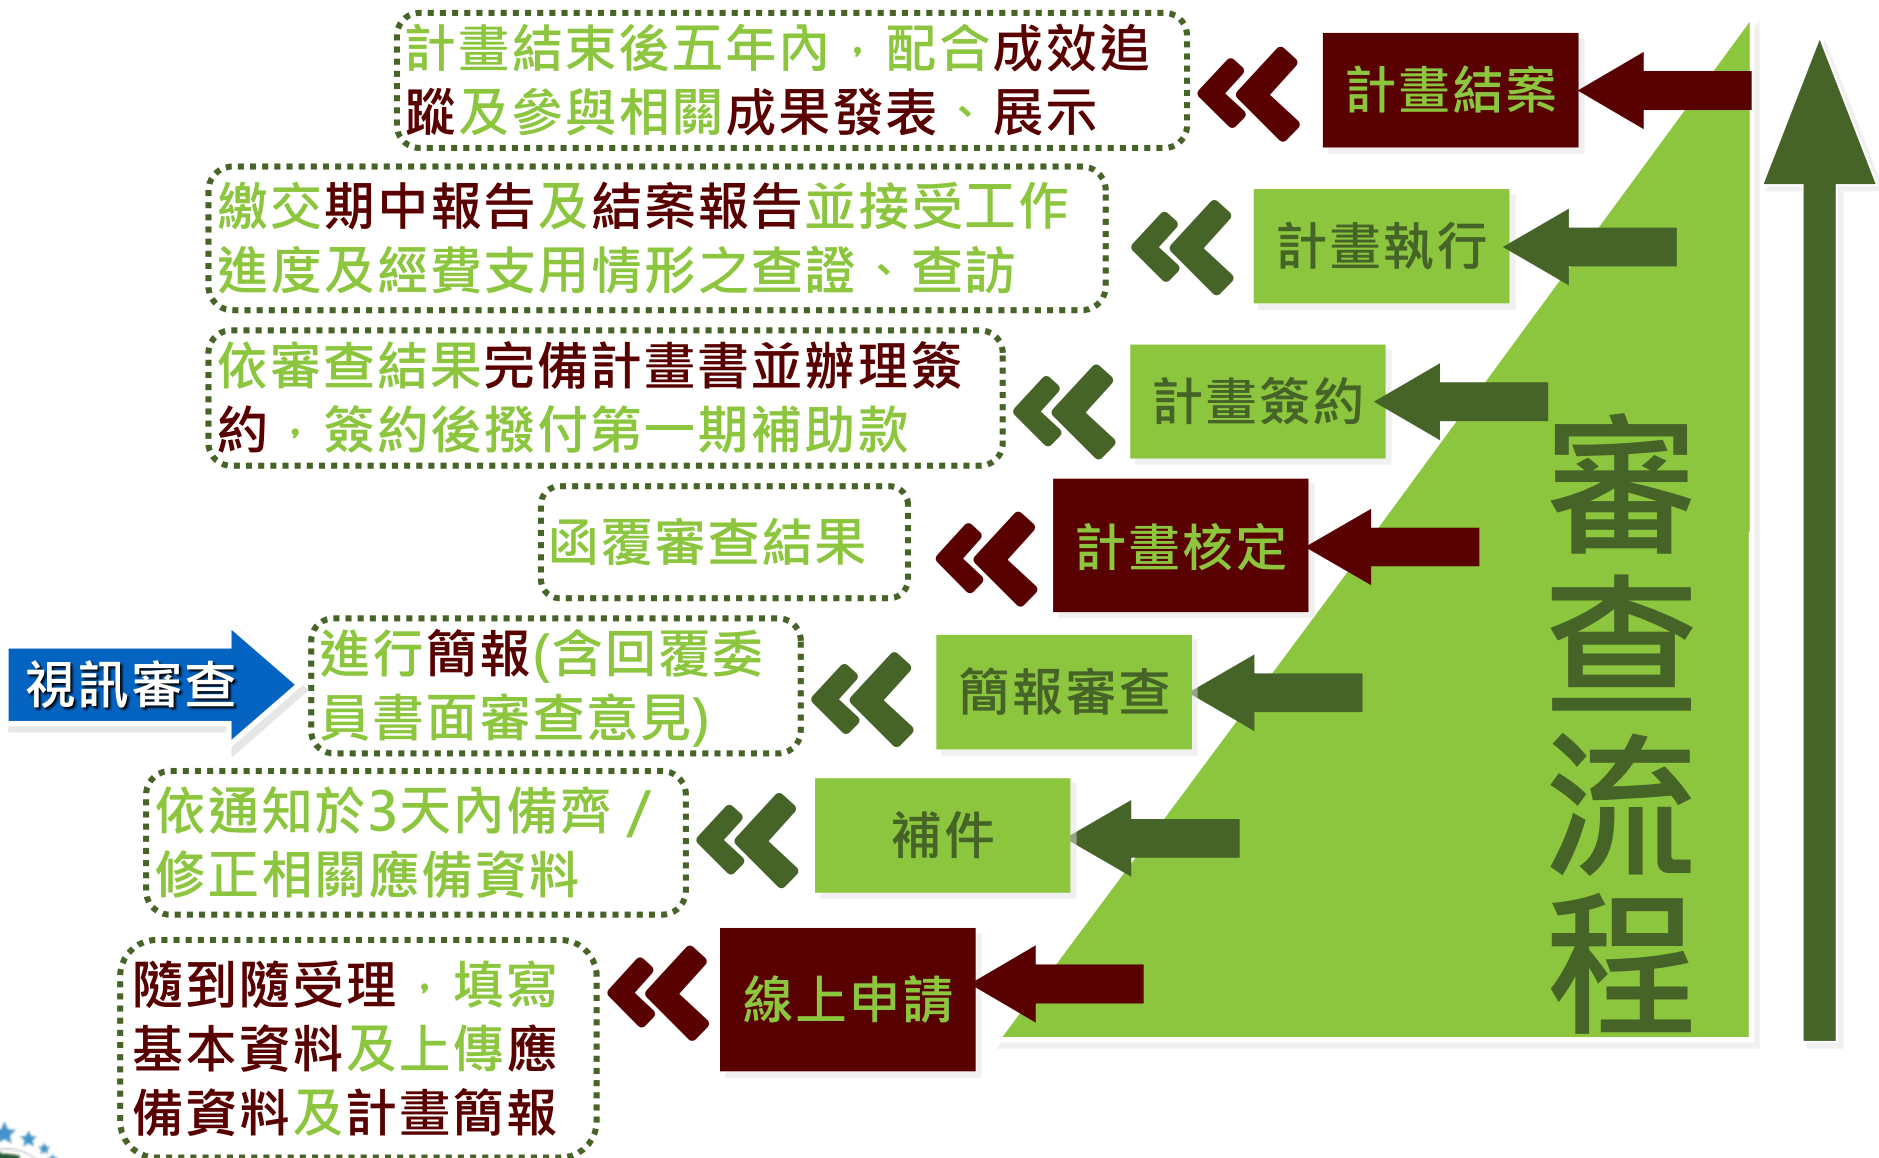 計畫結束後五年內，配合成效追
蹤及參與相關成果發表、展示
計畫結案
繳交期中報告及結案報告並接受工作
進度及經費支用情形之查證、查訪
計畫執行
依審查結果完備計畫書並辦理簽
約，簽約後撥付第一期補助款
計畫簽約
函覆審查結果
計畫核定
視訊審查
進行簡報(含回覆委
員書面審查意見)
簡報審查
依通知於3天內備齊/
修正相關應備資料
補件
隨到隨受理，填寫
基本資料及上傳應
備資料及計畫簡報
線上申請
審查流程